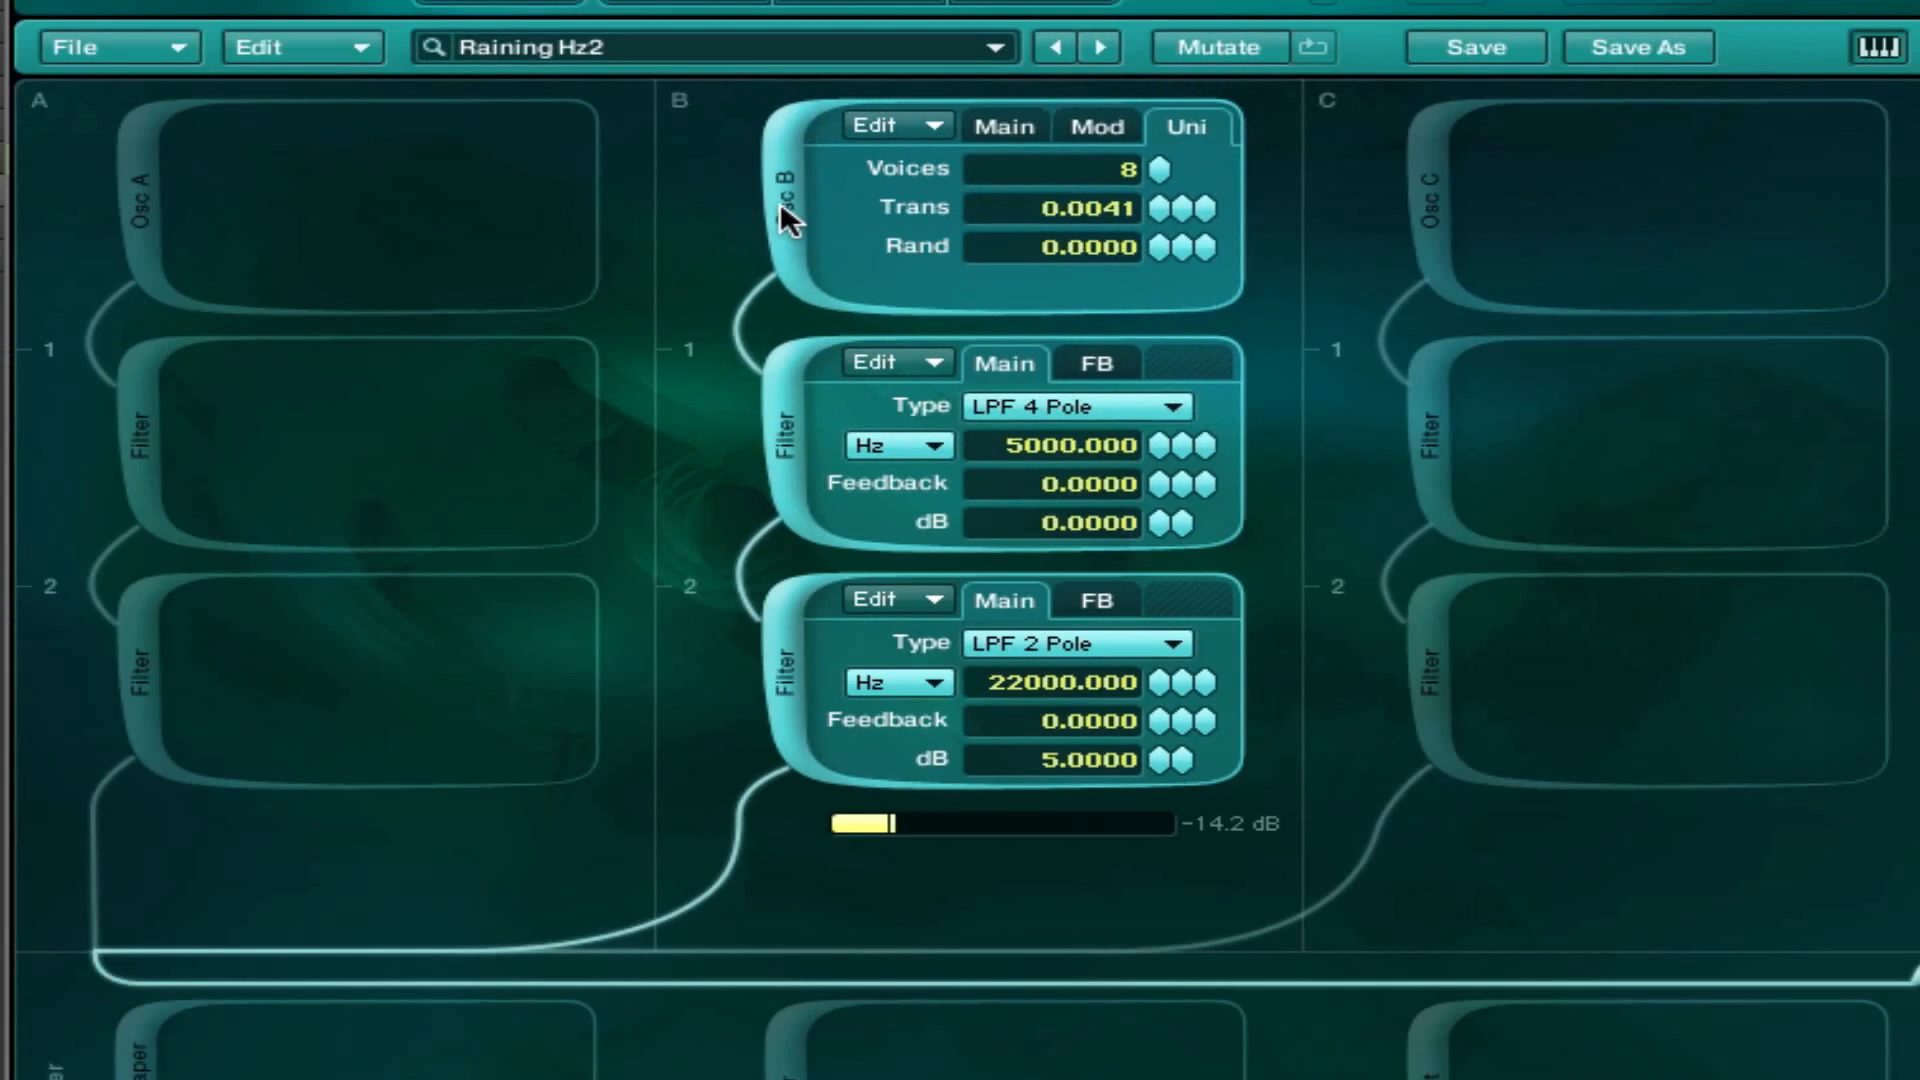 File Edit Raining Hz2 Mutate Save Save As
A B C
Osc A
Edit Main Mod Uni
Voices 8
Trans 0.0041
Rand 0.0000
Osc C
1 1 1
Filter
Filter
Edit Main FB
Type LPF 4 Pole
Hz 5000.000
Feedback 0.0000
dB 0.0000
Filter
2 2 2
Filter
Filter
Edit Main FB
Type LPF 2 Pole
Hz 22000.000
Feedback 0.0000
dB 5.0000
Filter
-14.2 dB